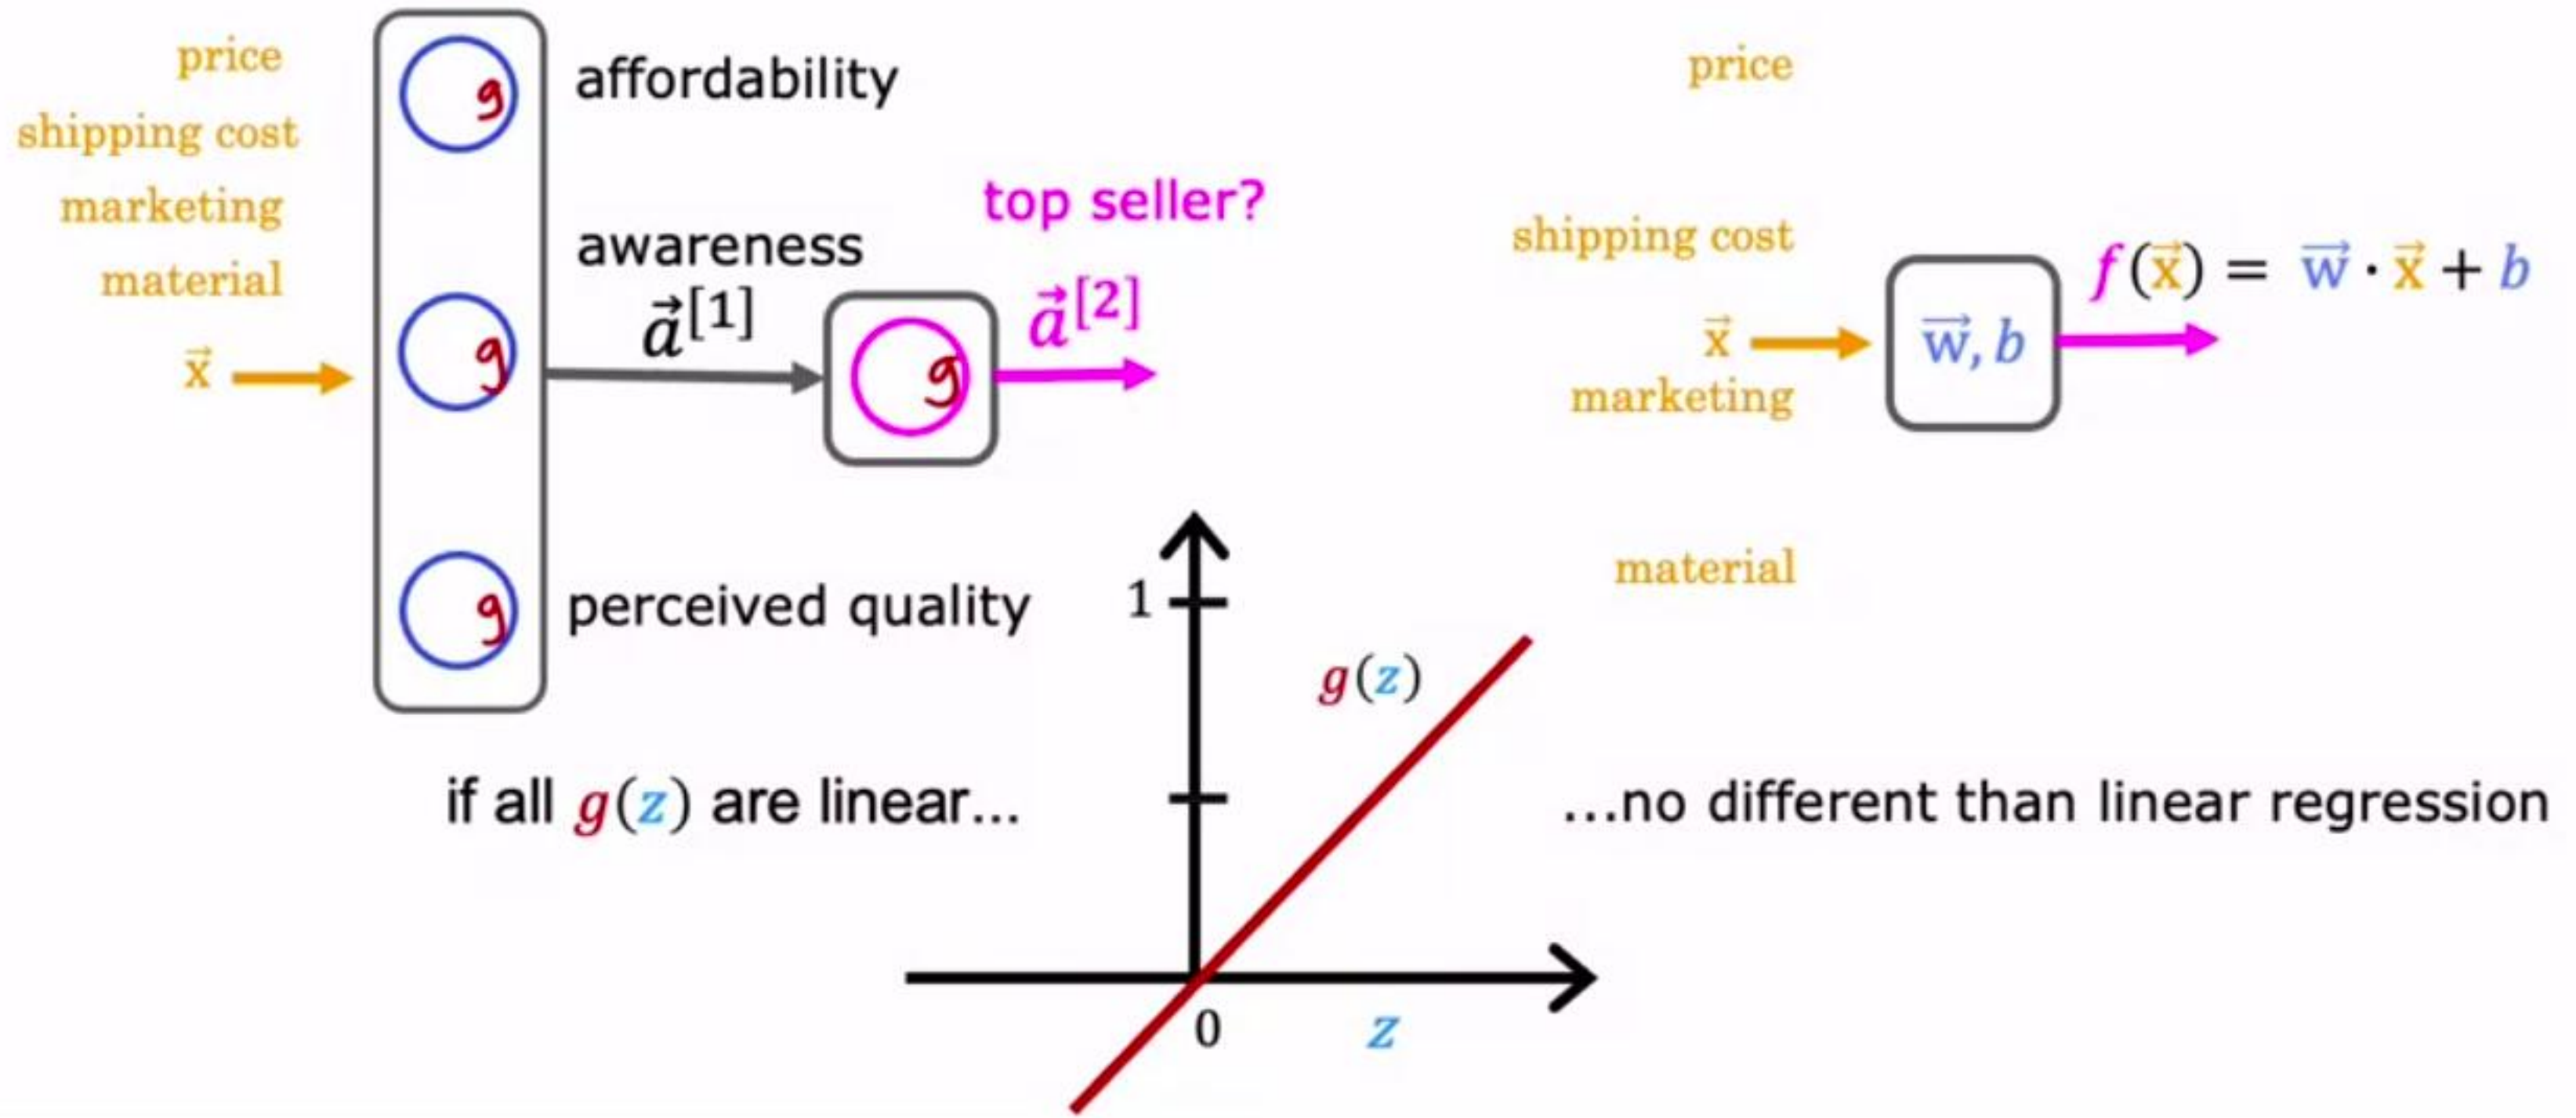 price
shipping cost
marketing
material
x⃗
g
g
g
affordability
awareness
a⃗^[1]
perceived quality
g
top seller?
a⃗^[2]
price
shipping cost
x⃗
marketing
material
w⃗, b
f(x⃗) = w⃗ · x⃗ + b
if all g(z) are linear...
1
g(z)
0
z
...no different than linear regression